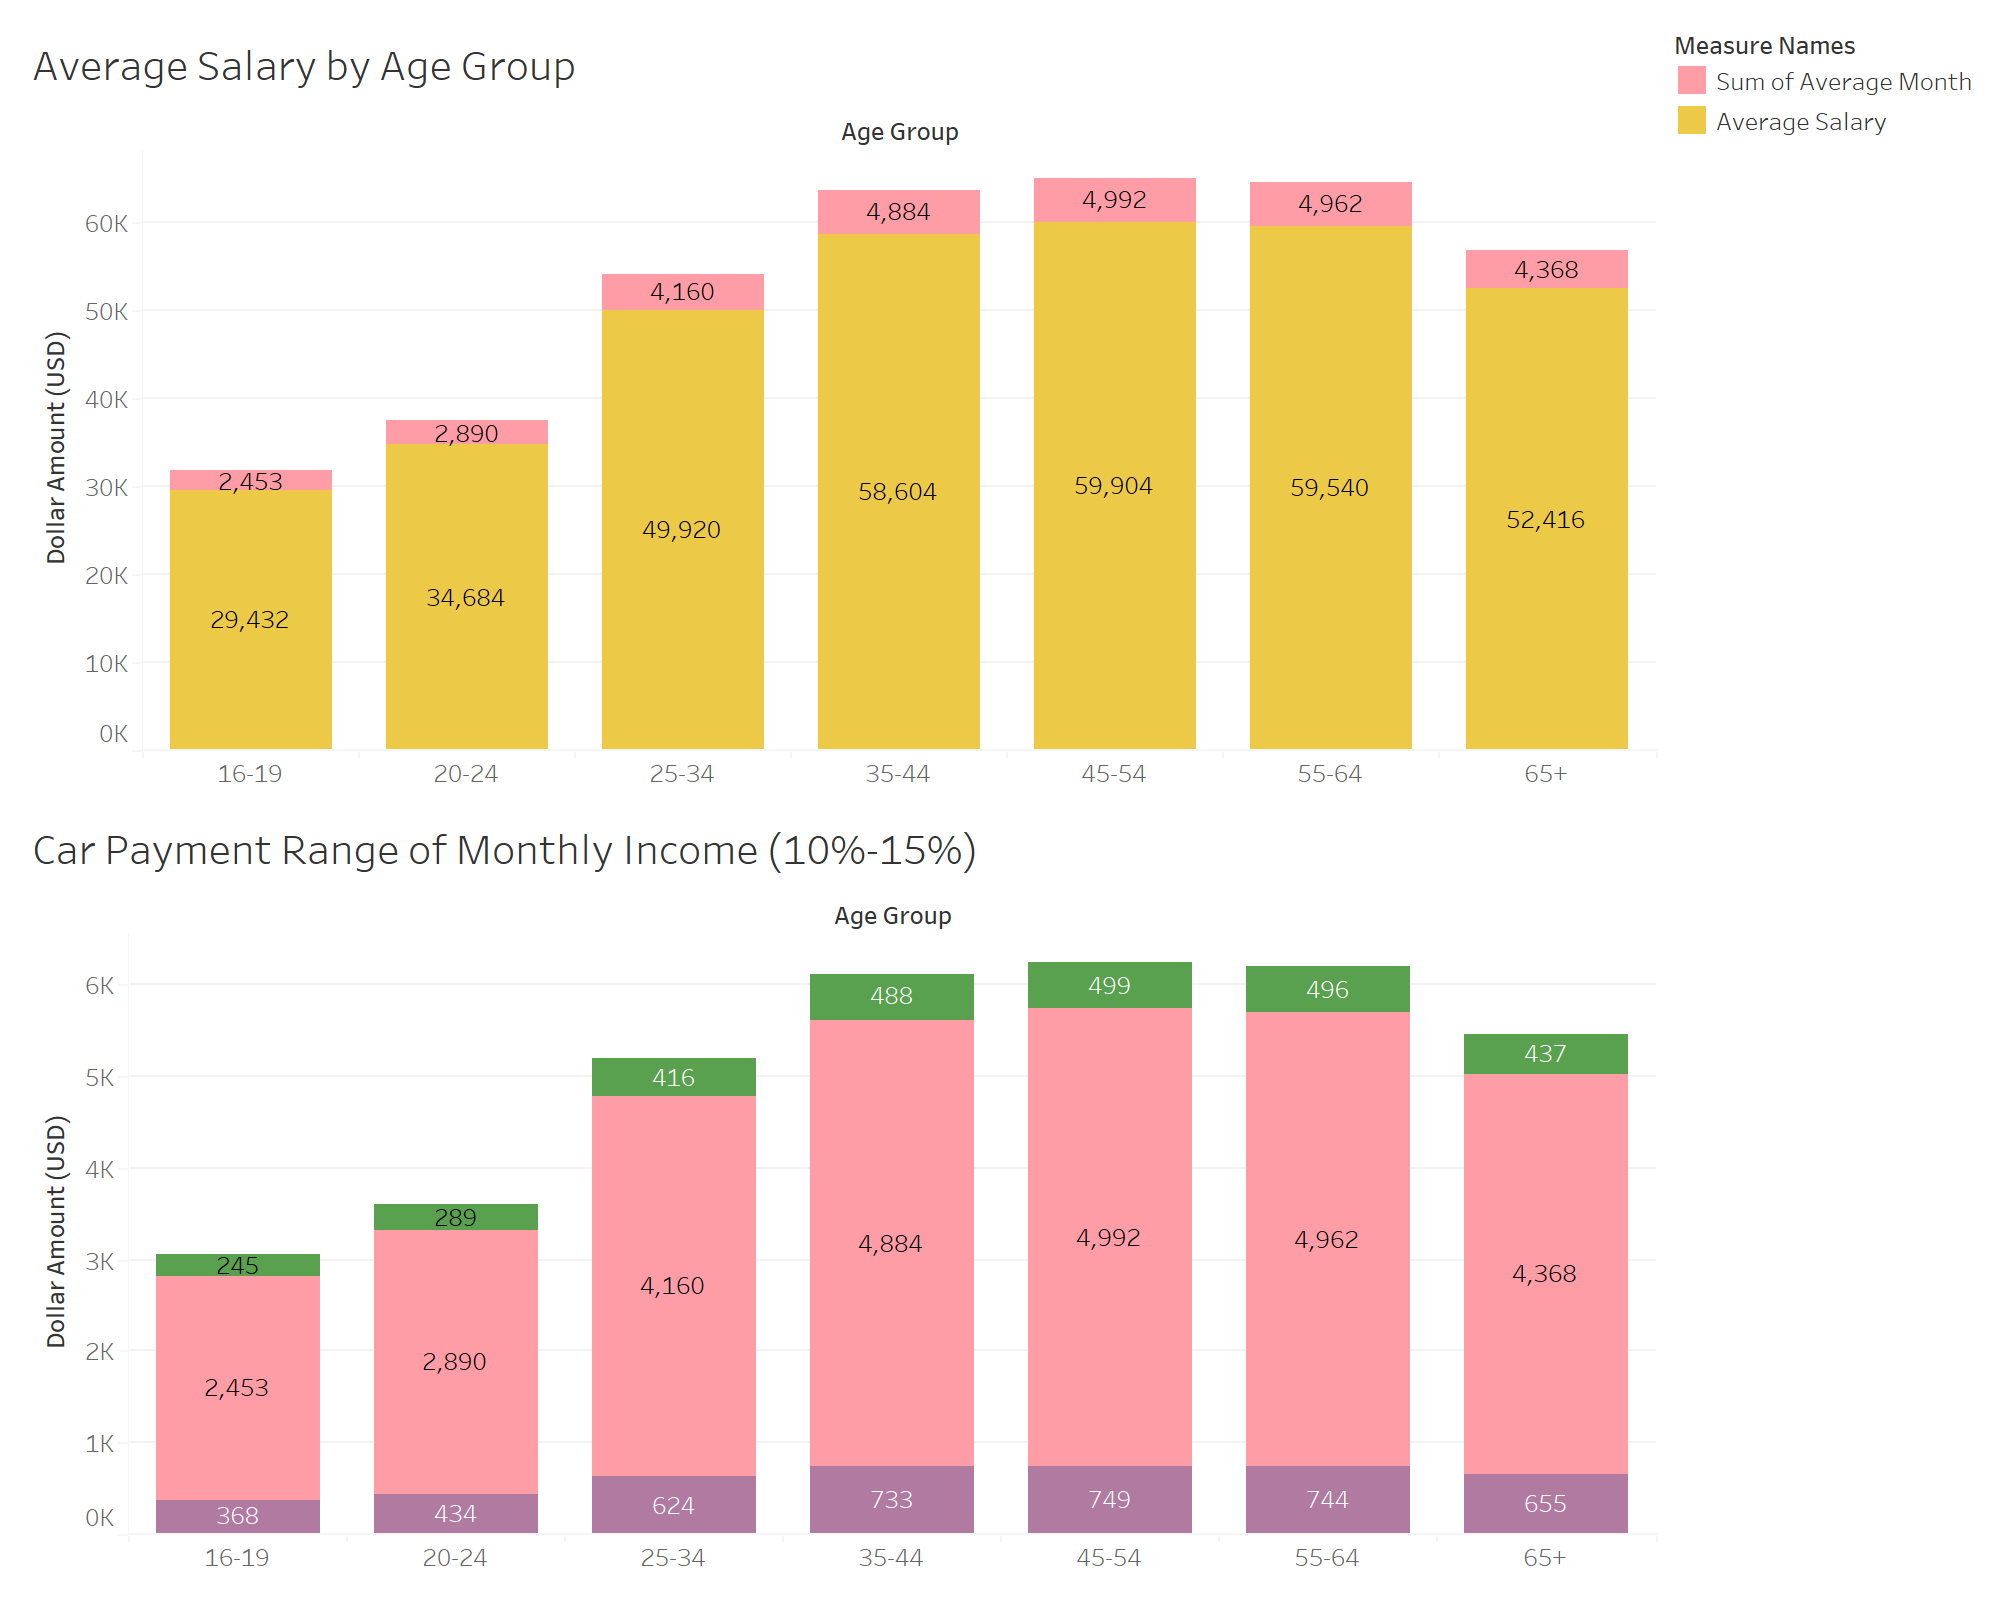 Average Salary by Age Group
Measure Names
Sum of Average Month
Average Salary
Age Group
Dollar Amount (USD)
60K
50K
40K
30K
20K
10K
0K
2,453
2,890
4,160
4,884
4,992
4,962
4,368
29,432
34,684
49,920
58,604
59,904
59,540
52,416
16-19
20-24
25-34
35-44
45-54
55-64
65+
Car Payment Range of Monthly Income (10%-15%)
Age Group
Dollar Amount (USD)
6K
5K
4K
3K
2K
1K
0K
245
289
416
488
499
496
437
2,453
2,890
4,160
4,884
4,992
4,962
4,368
368
434
624
733
749
744
655
16-19
20-24
25-34
35-44
45-54
55-64
65+